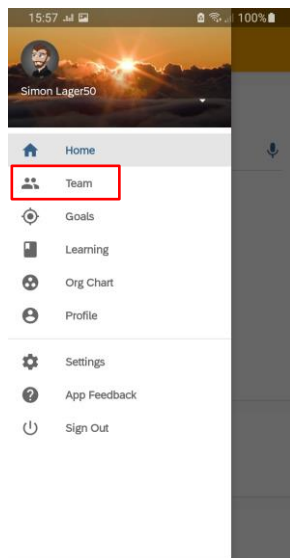 15:57
100%
Simon Lager50
Home
Team
Goals
Learning
Org Chart
Profile
Settings
App Feedback
Sign Out